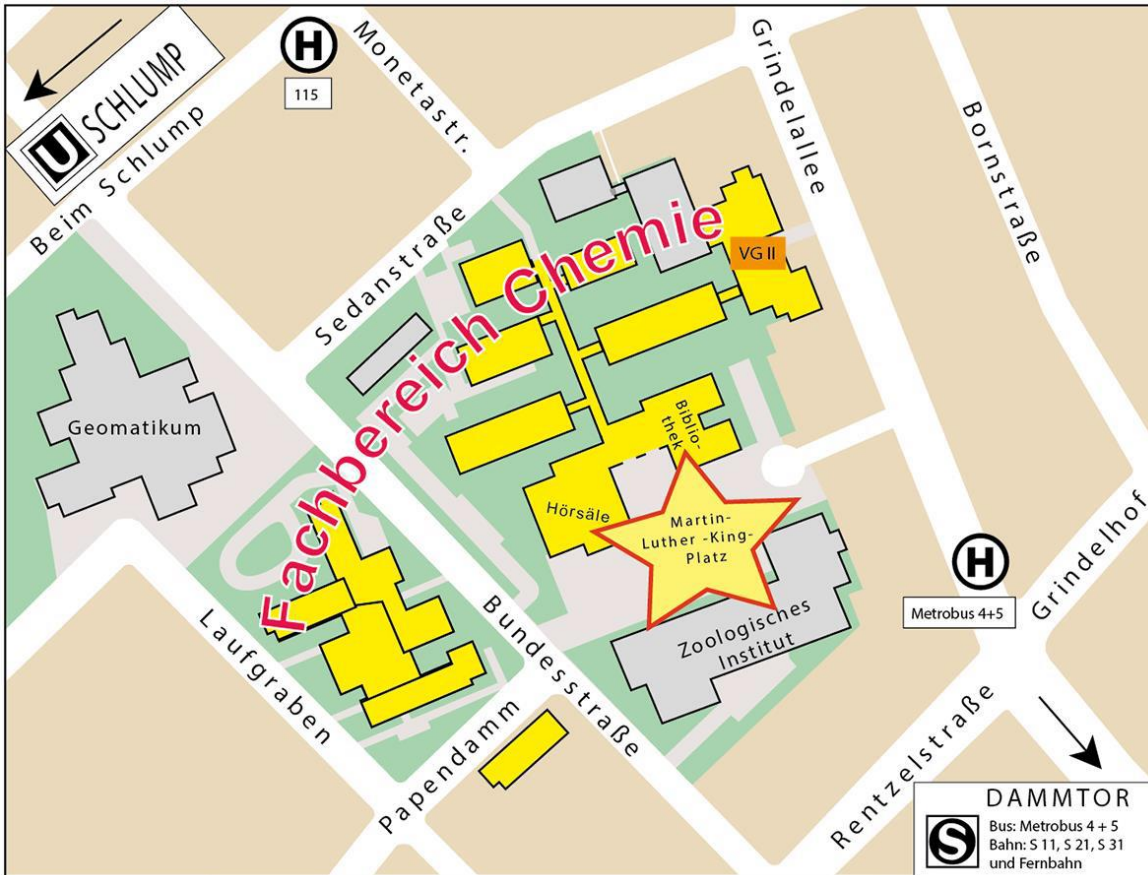 U SCHLUMP
H
115
Monetastr.
Grindelallee
Bornstraße
Beim Schlump
Sedanstraße
Fachbereich Chemie
VG II
Geomatikum
Biblio-
thek
Hörsäle
Martin-
Luther -King-
Platz
Zoologisches
Institut
H
Metrobus 4+5
Grindelhof
Laufgraben
Bundesstraße
Papendamm
Rentzelstraße
DAMMTOR
S
Bus: Metrobus 4 + 5
Bahn: S 11, S 21, S 31
und Fernbahn